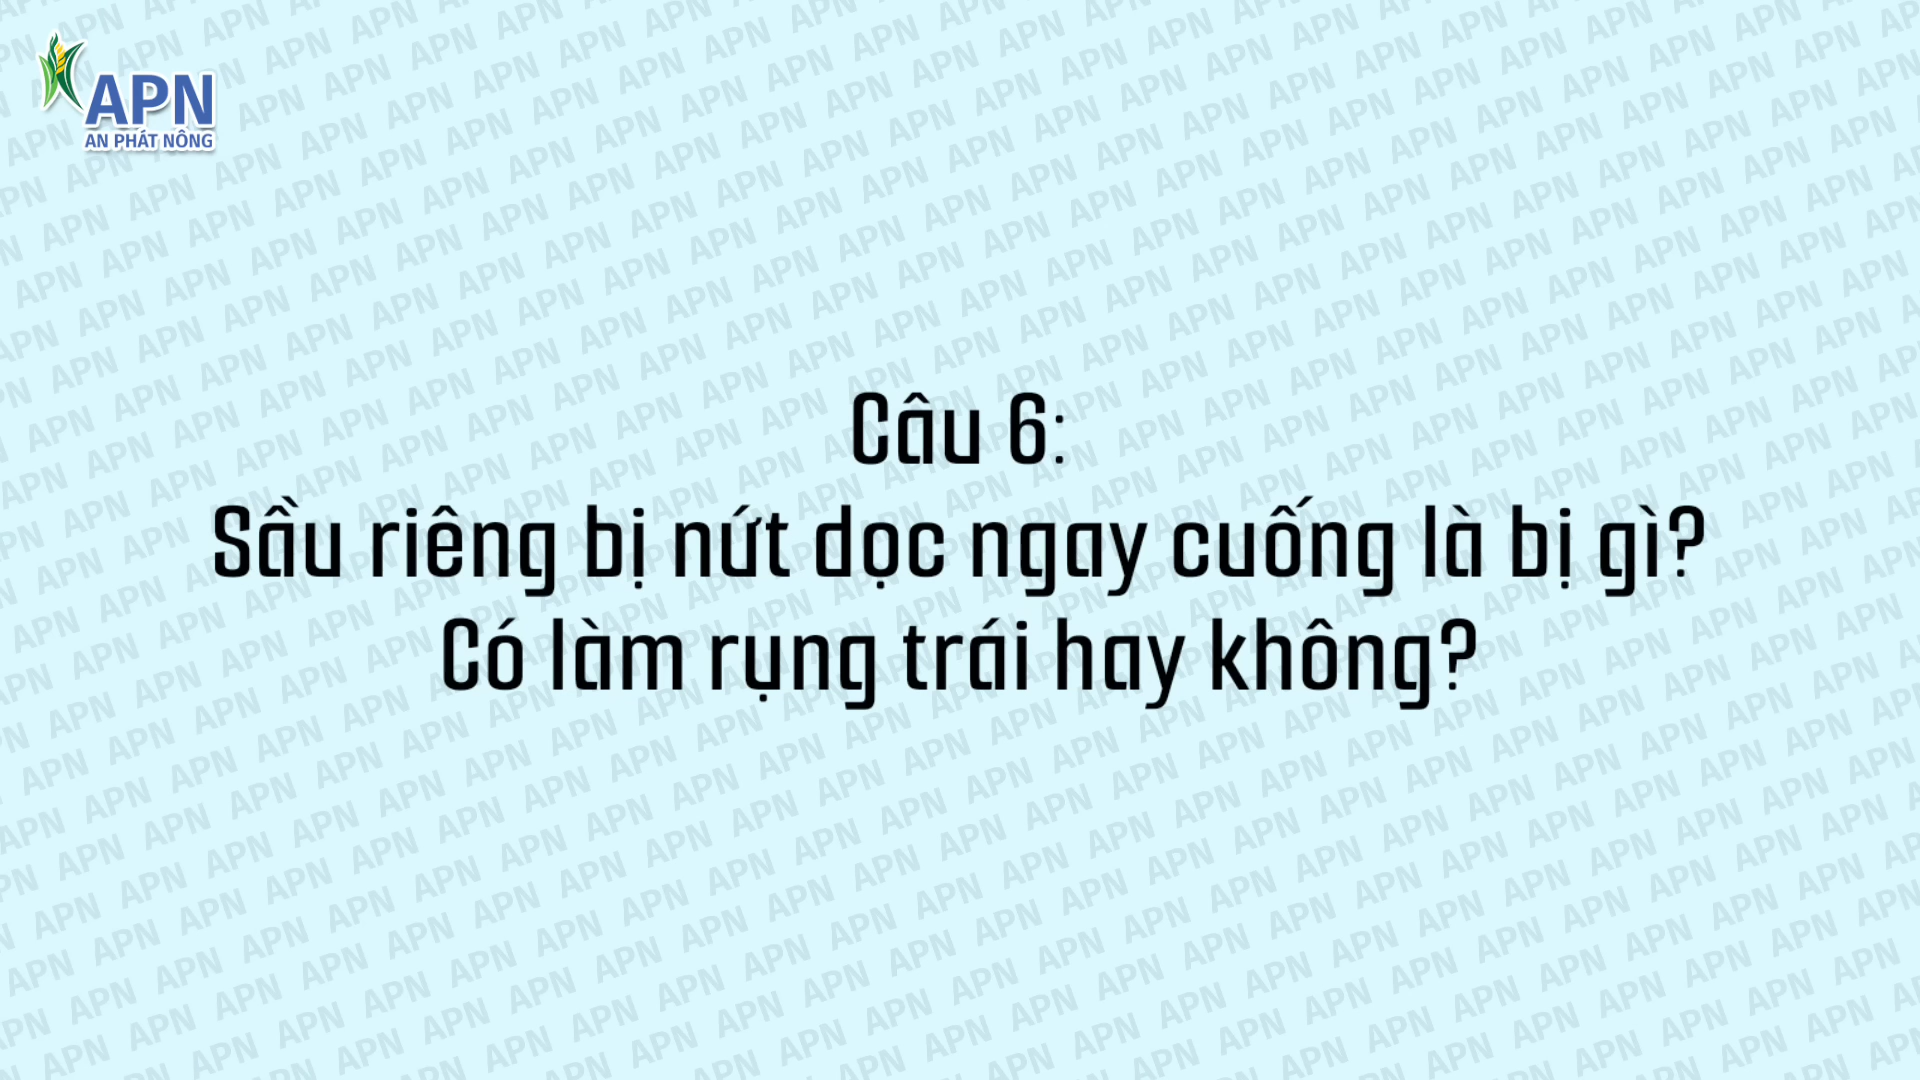 APN
AN PHÁT NÔNG
Câu 6:
Sầu riêng bị nứt dọc ngay cuống là bị gì?
Có làm rụng trái hay không?